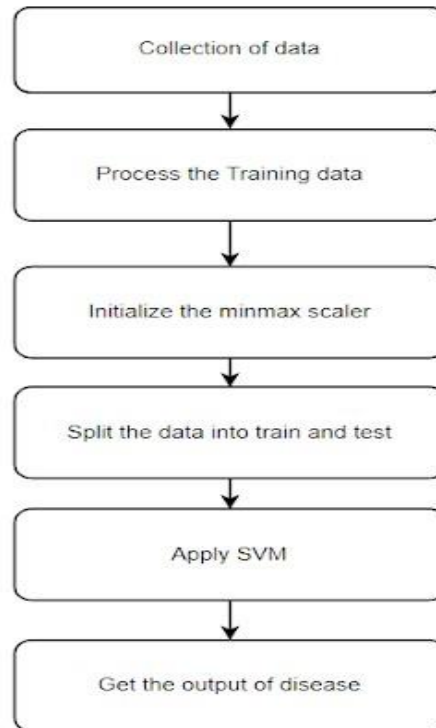 Collection of data
Process the Training data
Initialize the minmax scaler
Split the data into train and test
Apply SVM
Get the output of disease